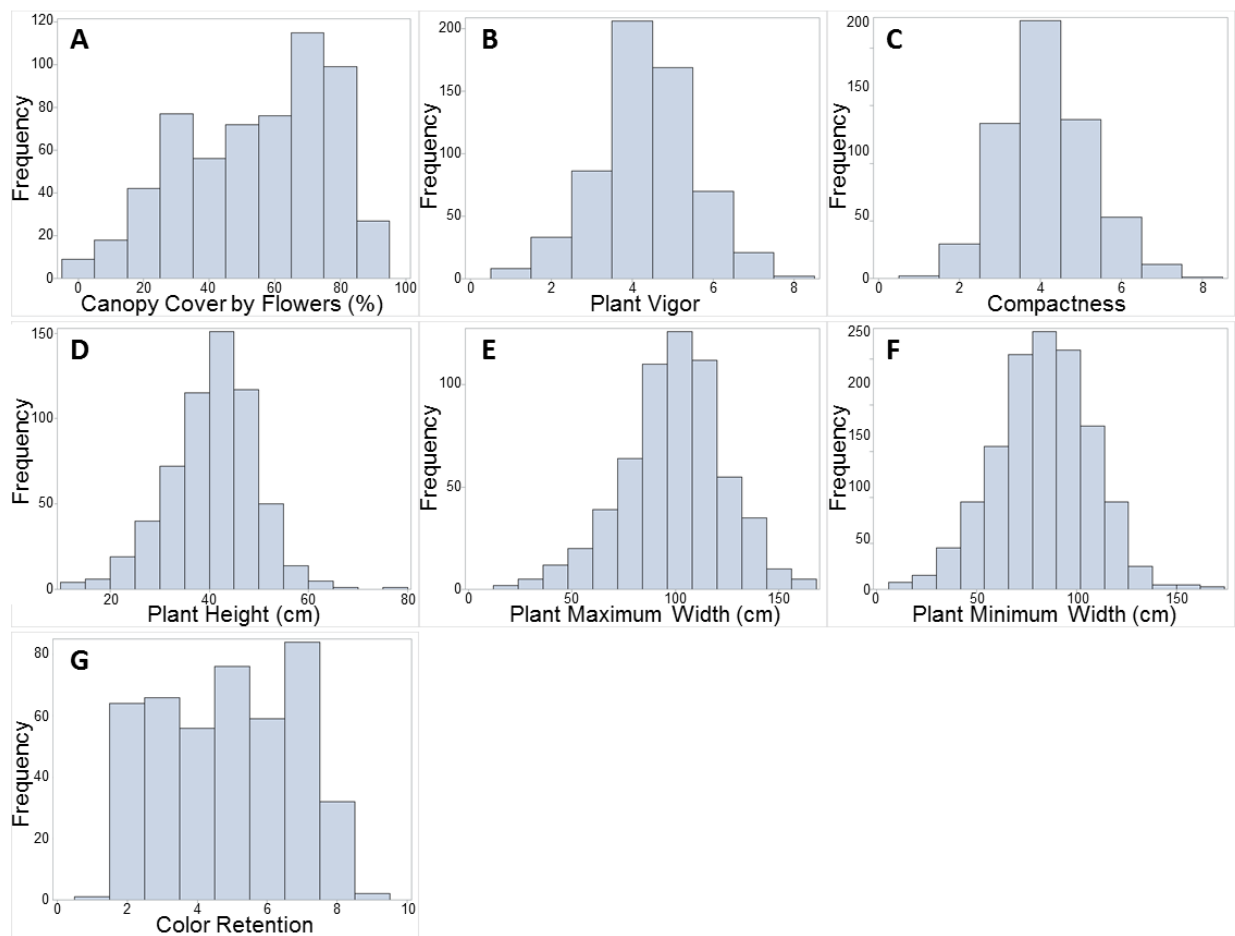 A
Frequency
120
100
80
60
40
20
0
0 20 40 60 80 100
Canopy Cover by Flowers (%)
B
Frequency
200
150
100
50
0
0 2 4 6 8
Plant Vigor
C
Frequency
200
150
100
50
0
0 2 4 6 8
Compactness
D
Frequency
150
100
50
0
20 40 60 80
Plant Height (cm)
E
Frequency
100
50
0
0 50 100 150
Plant Maximum Width (cm)
F
Frequency
250
200
150
100
50
0
0 50 100 150
Plant Minimum Width (cm)
G
Frequency
80
60
40
20
0
0 2 4 6 8 10
Color Retention